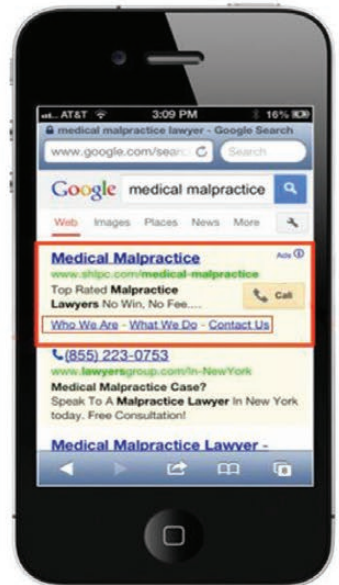 AT&T 3:09 PM 16%
medical malpractice lawyer - Google Search
www.google.com/sear Search
Google medical malpractice
Web Images Places News More
Medical Malpractice Ads
www.shlpc.com/medical-malpractice
Top Rated Malpractice
Lawyers No Win, No Fee....
Call
Who We Are - What We Do - Contact Us
(855) 223-0753
www.lawyersgroup.com/In-NewYork
Medical Malpractice Case?
Speak To A Malpractice Lawyer In New York
today. Free Consultation!
Medical Malpractice Lawyer -